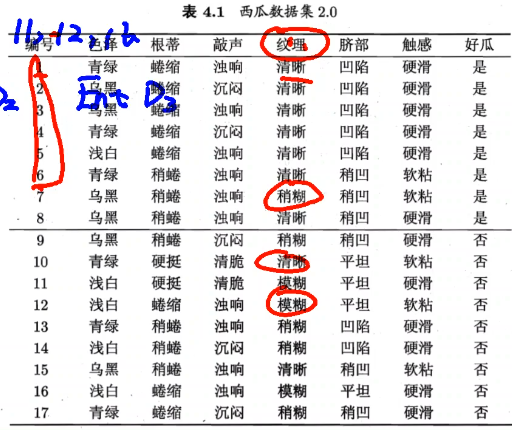 表 4.1 西瓜数据集 2.0
11, 12, 16
编号 色泽 根蒂 敲声 纹理 脐部 触感 好瓜
1 青绿 蜷缩 浊响 清晰 凹陷 硬滑 是
2 乌黑 蜷缩 沉闷 清晰 凹陷 硬滑 是
Ent D₂
3 乌黑 蜷缩 浊响 清晰 凹陷 硬滑 是
4 青绿 蜷缩 沉闷 清晰 凹陷 硬滑 是
5 浅白 蜷缩 浊响 清晰 凹陷 硬滑 是
6 青绿 稍蜷 浊响 清晰 稍凹 软粘 是
7 乌黑 稍蜷 浊响 稍糊 稍凹 软粘 是
8 乌黑 稍蜷 浊响 清晰 稍凹 硬滑 是
9 乌黑 稍蜷 沉闷 稍糊 稍凹 硬滑 否
10 青绿 硬挺 清脆 清晰 平坦 软粘 否
11 浅白 硬挺 清脆 模糊 平坦 硬滑 否
12 浅白 蜷缩 浊响 模糊 平坦 软粘 否
13 青绿 稍蜷 浊响 稍糊 凹陷 硬滑 否
14 浅白 稍蜷 沉闷 稍糊 凹陷 硬滑 否
15 乌黑 稍蜷 浊响 清晰 稍凹 软粘 否
16 浅白 蜷缩 浊响 模糊 平坦 硬滑 否
17 青绿 蜷缩 沉闷 稍糊 稍凹 硬滑 否